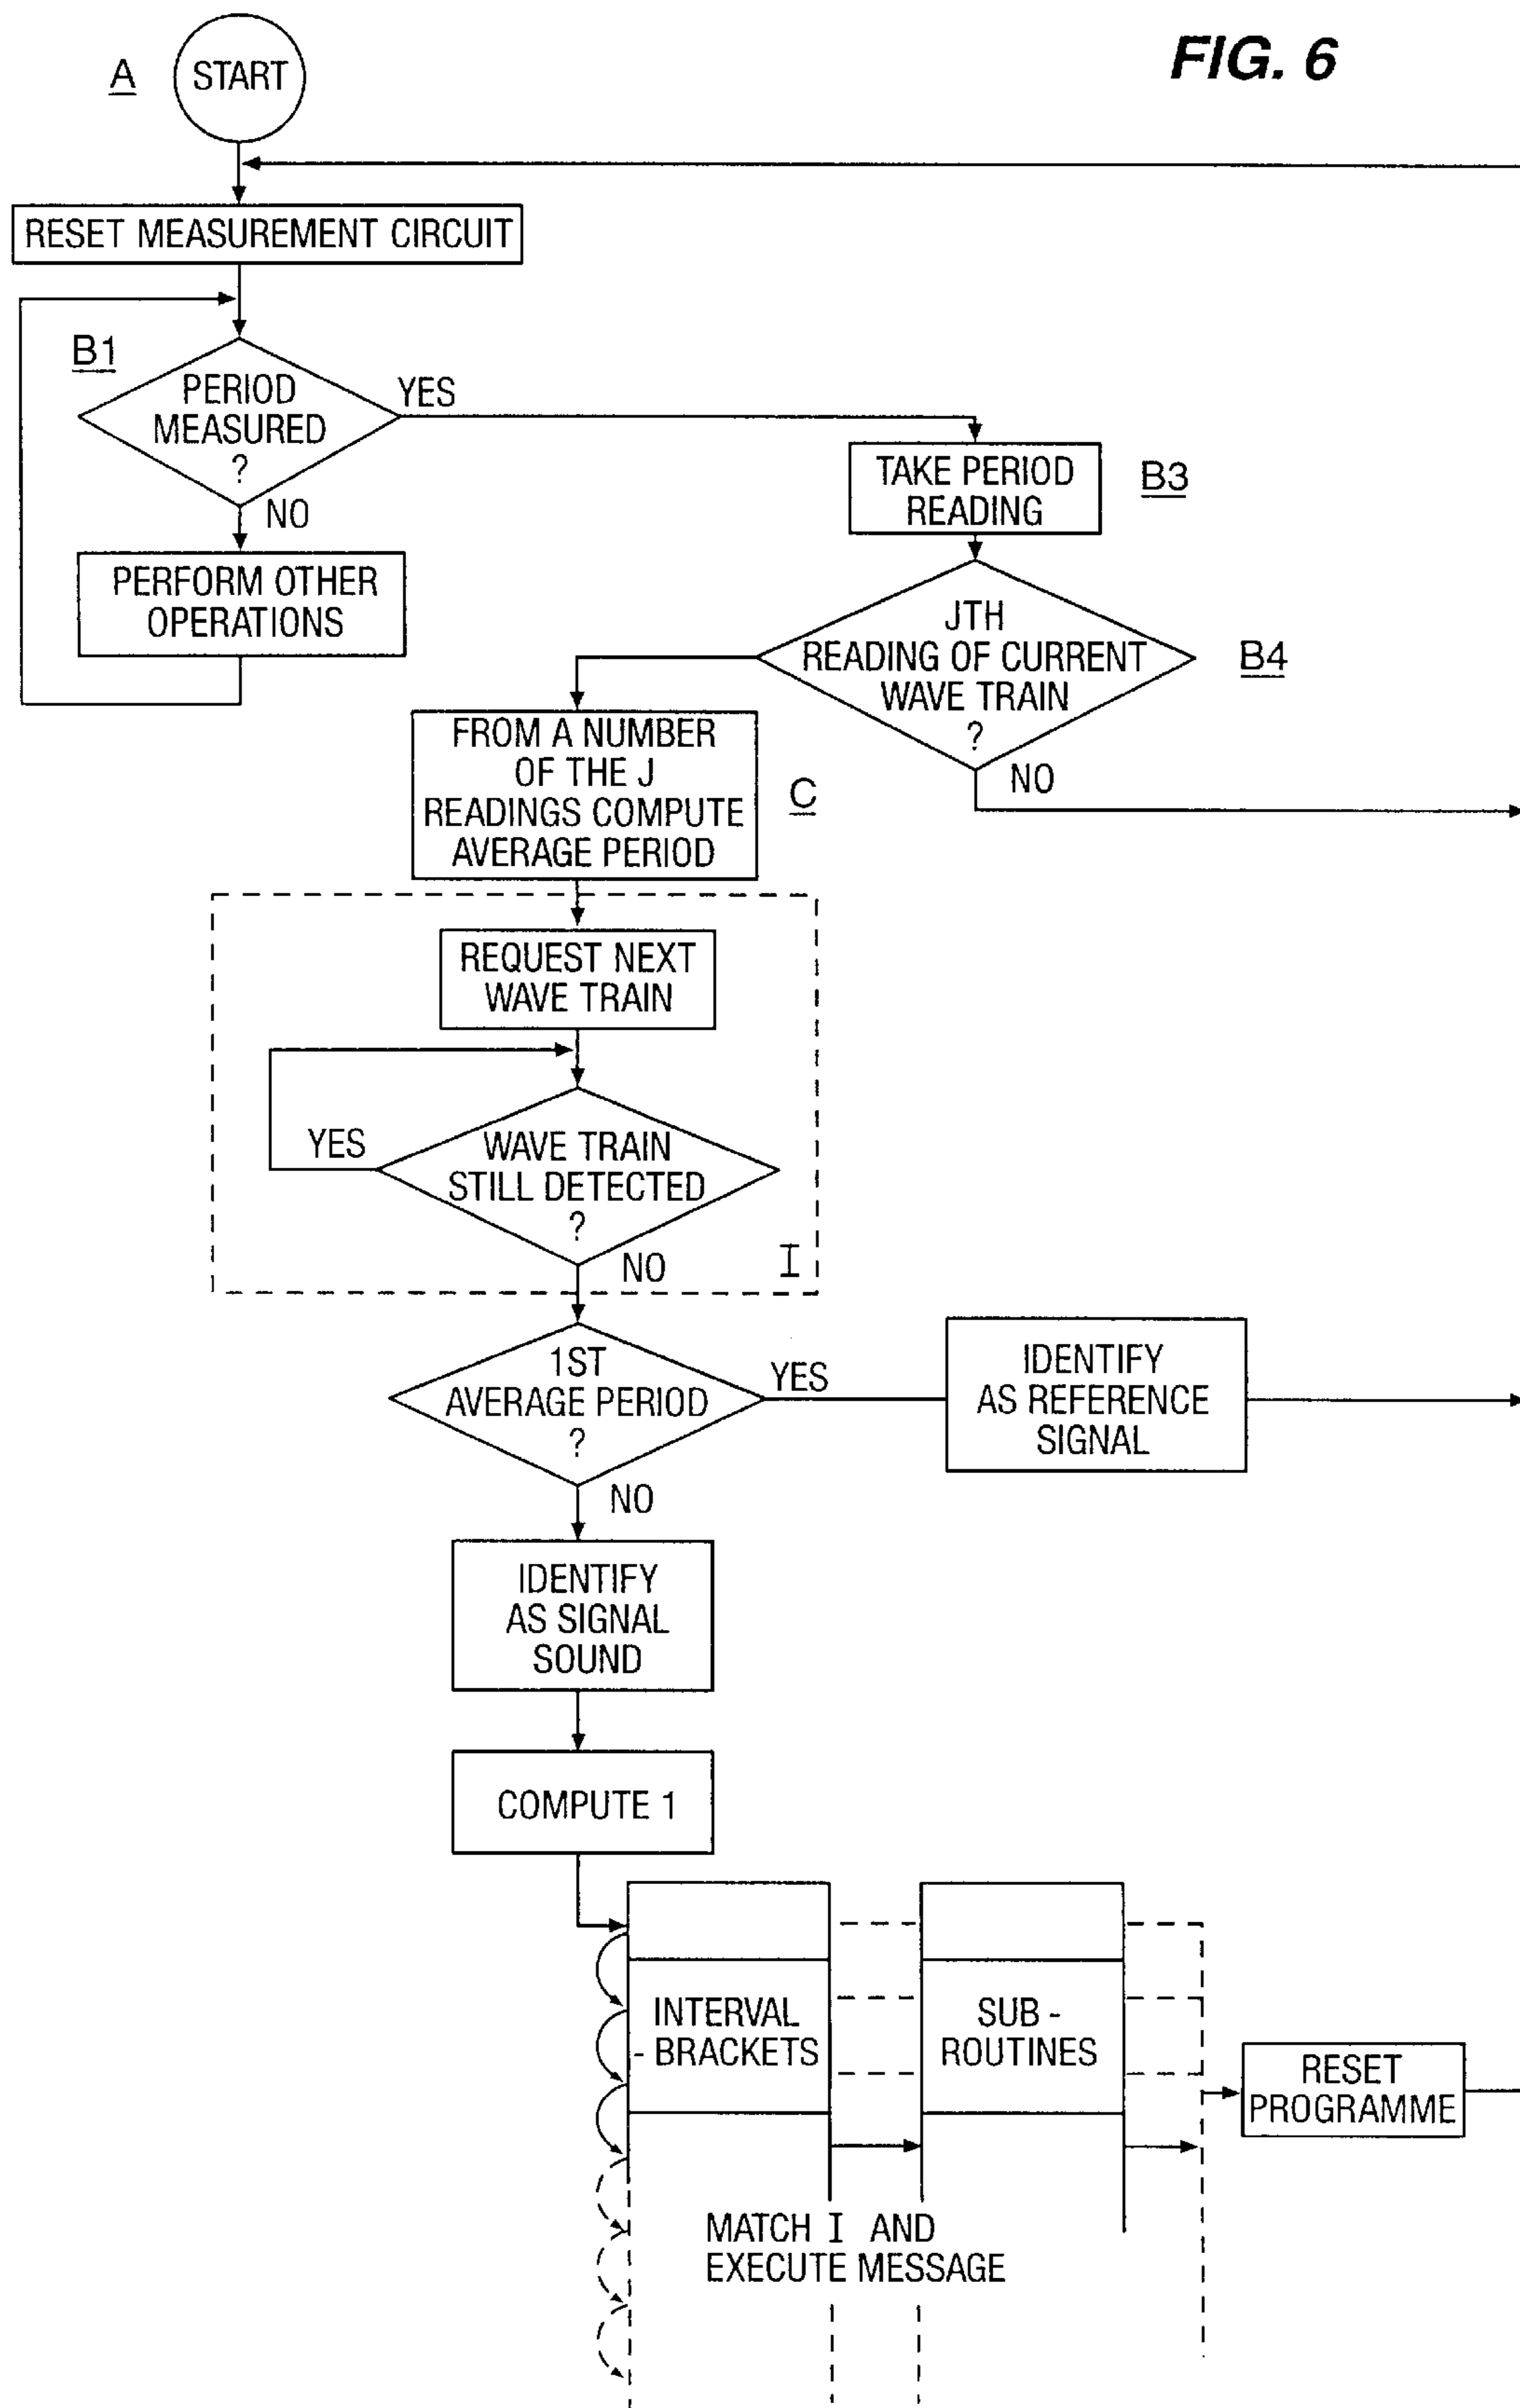 FIG. 6
A
START
RESET MEASUREMENT CIRCUIT
B1
PERIOD
MEASURED
?
YES
NO
PERFORM OTHER
OPERATIONS
TAKE PERIOD
READING
B3
JTH
READING OF CURRENT
WAVE TRAIN
?
B4
NO
FROM A NUMBER
OF THE J
READINGS COMPUTE
AVERAGE PERIOD
C
REQUEST NEXT
WAVE TRAIN
YES
WAVE TRAIN
STILL DETECTED
?
NO
I
1ST
AVERAGE PERIOD
?
YES
IDENTIFY
AS REFERENCE
SIGNAL
NO
IDENTIFY
AS SIGNAL
SOUND
COMPUTE 1
INTERVAL
- BRACKETS
SUB -
ROUTINES
RESET
PROGRAMME
MATCH I AND
EXECUTE MESSAGE